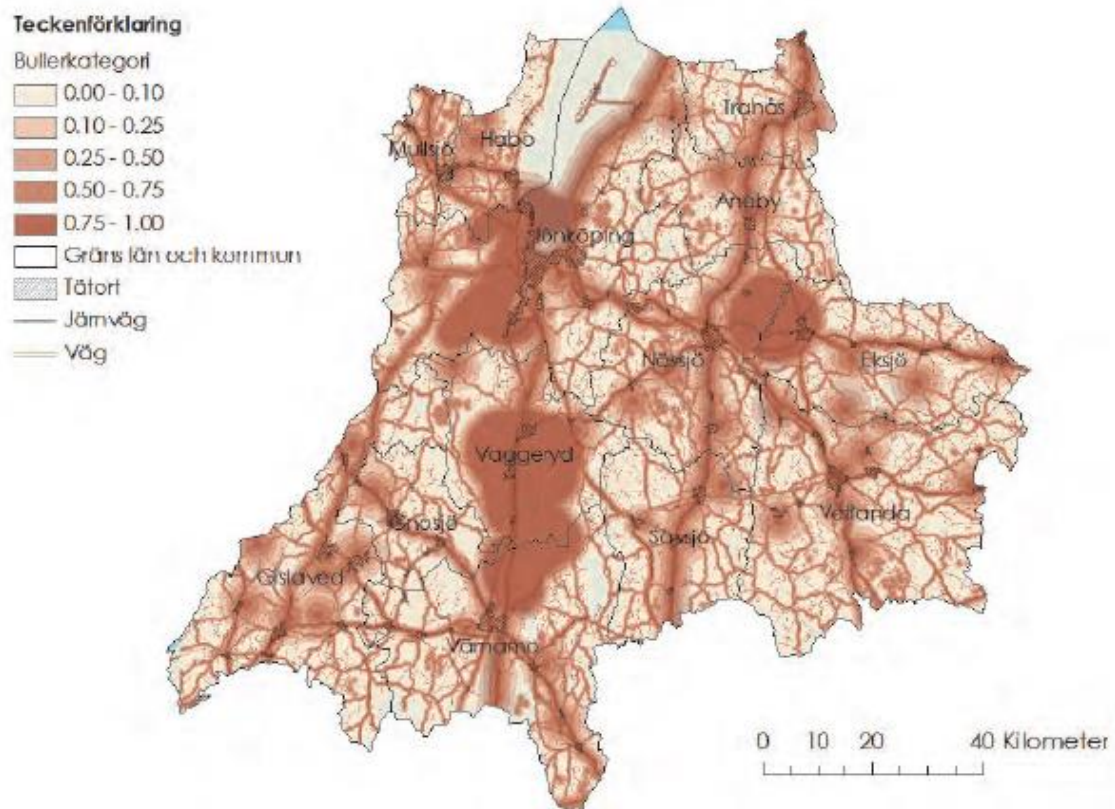 Teckenförklaring
Bullerkategori
0.00 - 0.10
0.10 - 0.25
0.25 - 0.50
0.50 - 0.75
0.75 - 1.00
Gräns län och kommun
Tätort
Järnväg
Väg
Tranås
Habo
Mullsjö
Aneby
Jönköping
Nässjö
Eksjö
Vaggeryd
Gnosjö
Vetlanda
Sävsjö
Gislaved
Värnamo
0 10 20 40 Kilometer